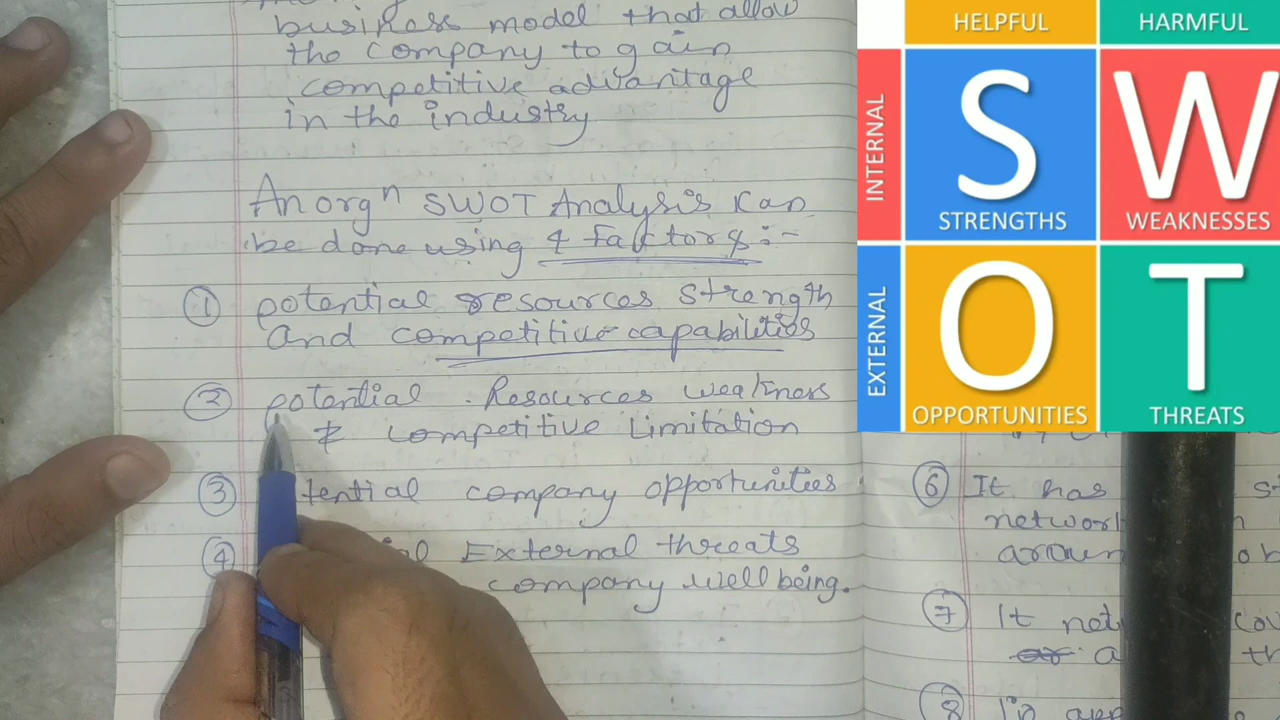 business model that allow
the company to gain
competitive advantage
in the industry
An orgⁿ SWOT Analysis can
be done using 4 factors :-
① potential resources strength
and competitive capabilities
② potential . Resources weakness
& competitive Limitation
③ tential company opportunities
④ al External threats
company well being.
HELPFUL HARMFUL
INTERNAL
S W
STRENGTHS WEAKNESSES
EXTERNAL
O T
OPPORTUNITIES THREATS
⑥ It has
network
⑦ It
⑧